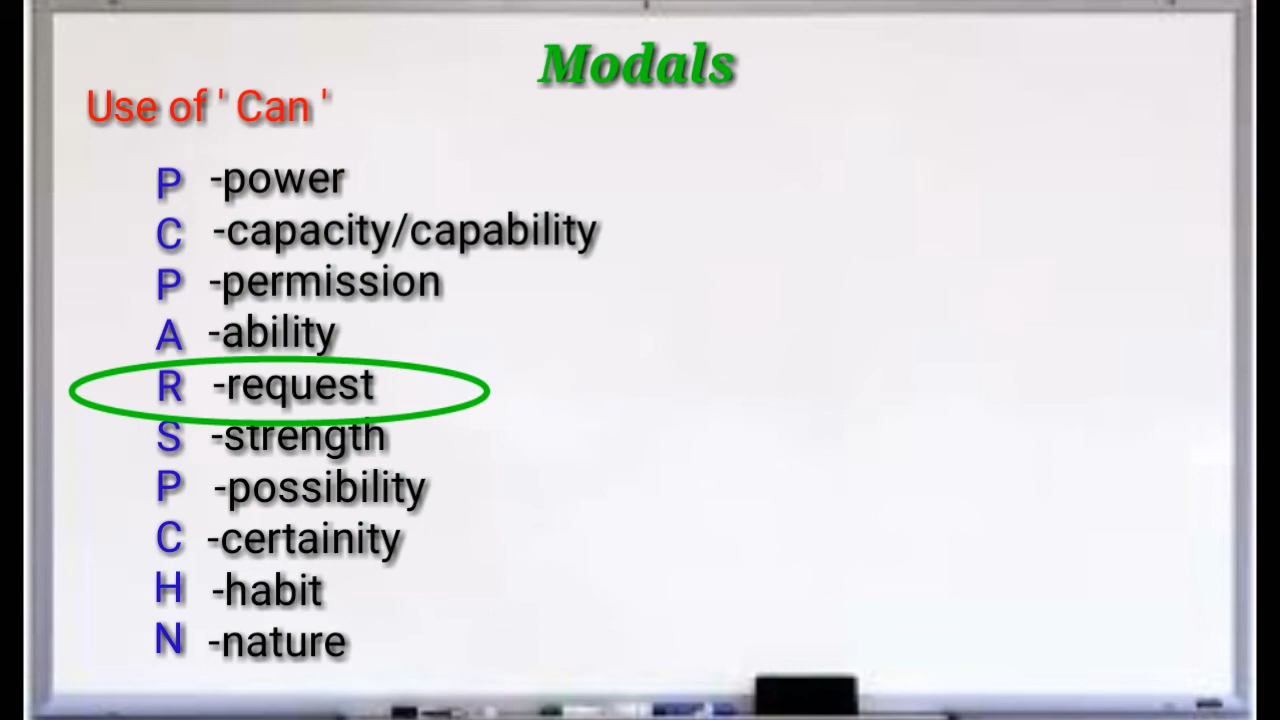 Modals
Use of ' Can '
P -power
C -capacity/capability
P -permission
A -ability
R -request
S -strength
P -possibility
C -certainity
H -habit
N -nature